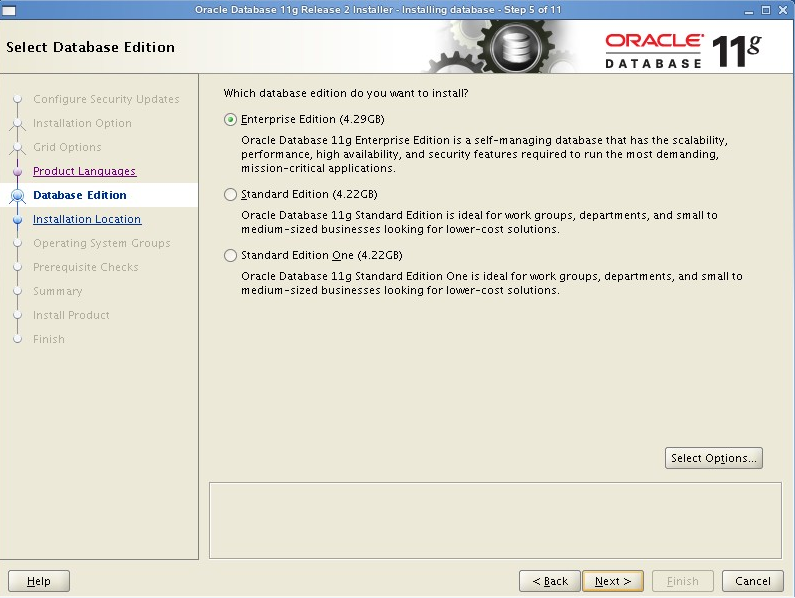 Oracle Database 11g Release 2 Installer - Installing database - Step 5 of 11
Select Database Edition
ORACLE
DATABASE
11g
Configure Security Updates
Installation Option
Grid Options
Product Languages
Database Edition
Installation Location
Operating System Groups
Prerequisite Checks
Summary
Install Product
Finish
Which database edition do you want to install?
Enterprise Edition (4.29GB)
Oracle Database 11g Enterprise Edition is a self-managing database that has the scalability,
performance, high availability, and security features required to run the most demanding,
mission-critical applications.
Standard Edition (4.22GB)
Oracle Database 11g Standard Edition is ideal for work groups, departments, and small to
medium-sized businesses looking for lower-cost solutions.
Standard Edition One (4.22GB)
Oracle Database 11g Standard Edition One is ideal for work groups, departments, and small to
medium-sized businesses looking for lower-cost solutions.
Select Options...
Help
< Back
Next >
Finish
Cancel